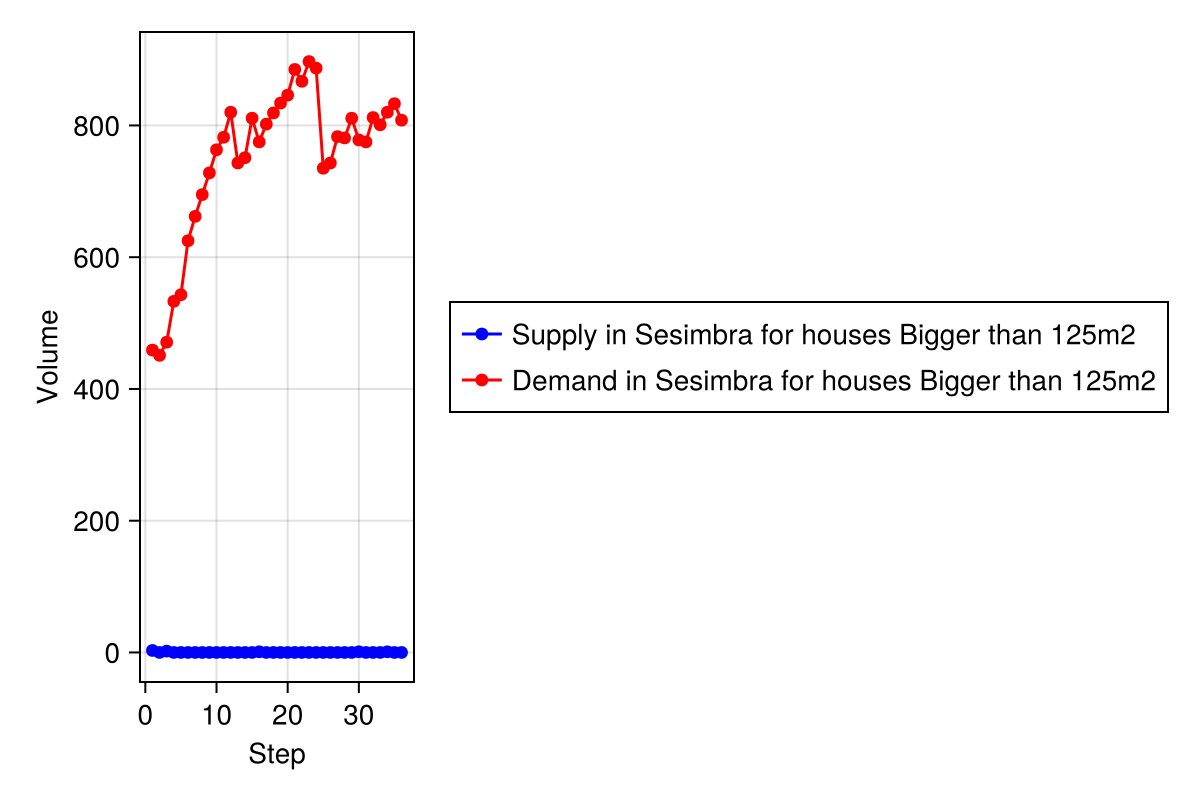 800
600
400
200
0
Volume
0 10 20 30
Step
Supply in Sesimbra for houses Bigger than 125m2
Demand in Sesimbra for houses Bigger than 125m2